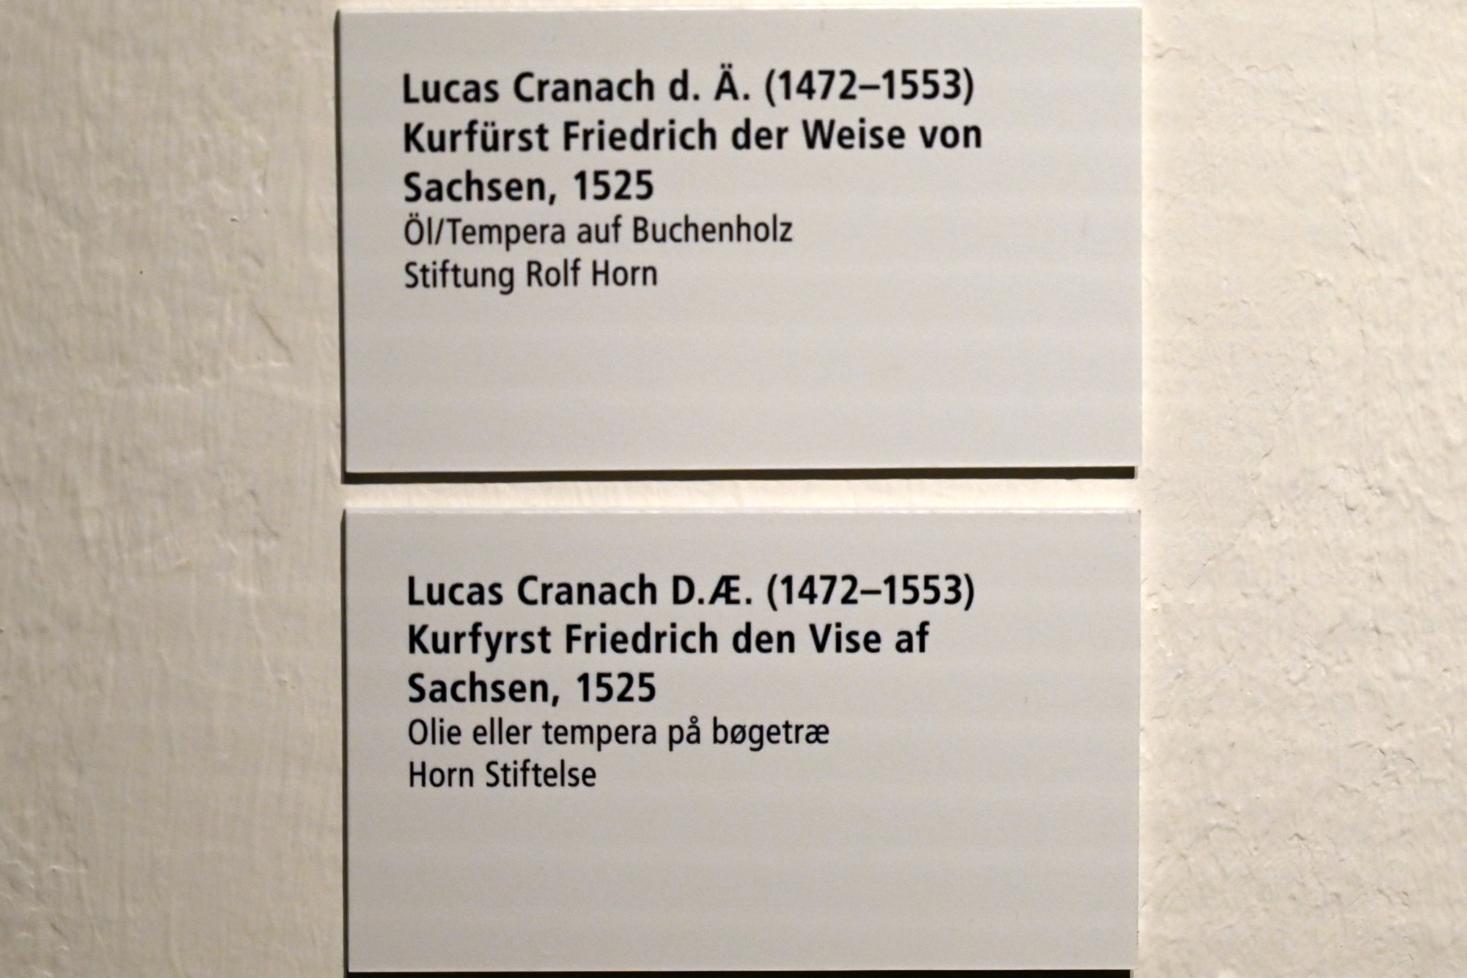 Lucas Cranach d. Ä. (1472–1553)
Kurfürst Friedrich der Weise von
Sachsen, 1525
Öl/Tempera auf Buchenholz
Stiftung Rolf Horn
Lucas Cranach D.Æ. (1472–1553)
Kurfyrst Friedrich den Vise af
Sachsen, 1525
Olie eller tempera på bøgetræ
Horn Stiftelse